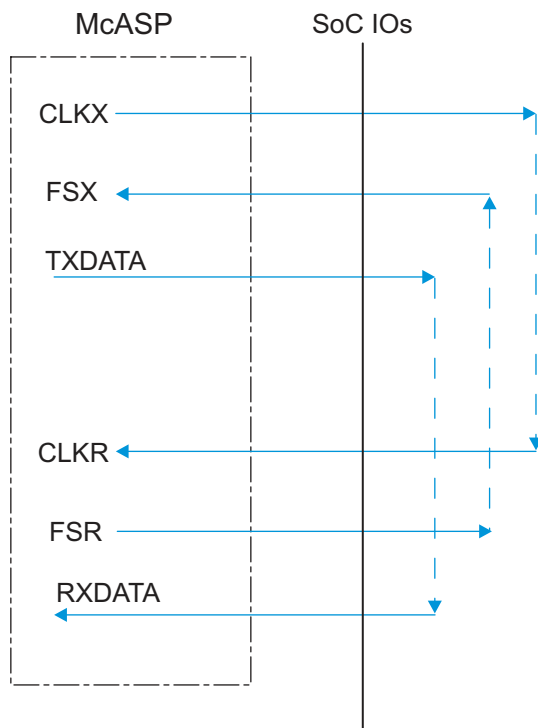 McASP
SoC IOs
CLKX
FSX
TXDATA
CLKR
FSR
RXDATA